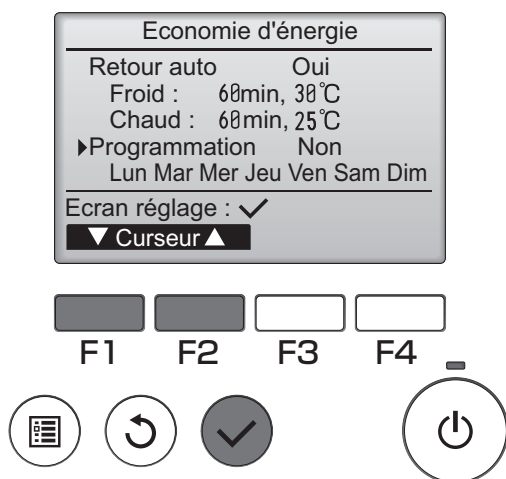 Economie d'énergie
Retour auto Oui
Froid : 60min, 30℃
Chaud : 60min, 25℃
▶Programmation Non
Lun Mar Mer Jeu Ven Sam Dim
Ecran réglage : ✓
▼ Curseur ▲
F1 F2 F3 F4